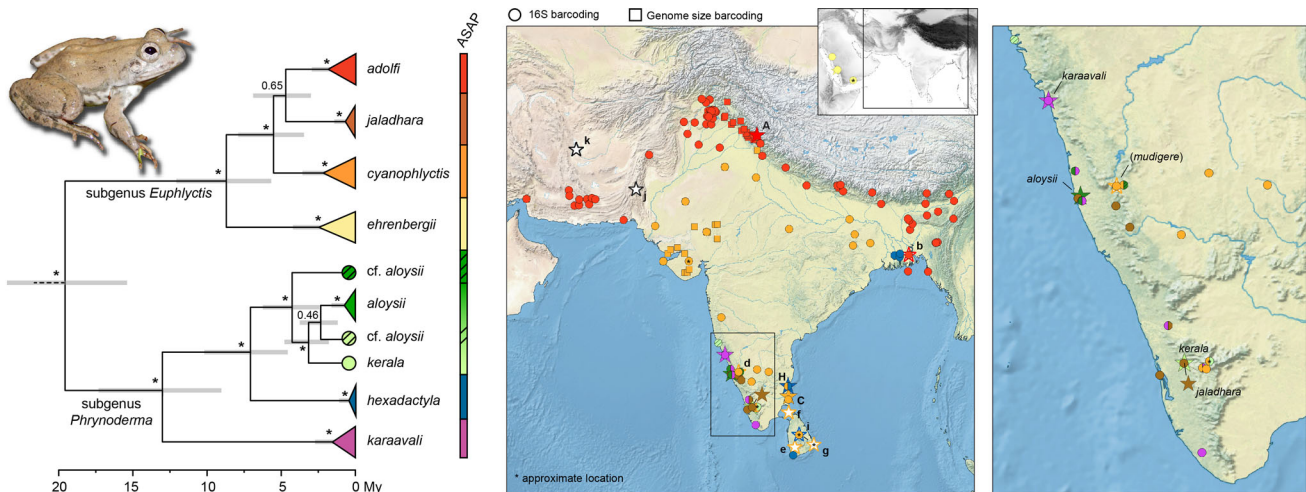 ASAP
*
adolfi
0.65
*
jaladhara
*
*
cyanophlyctis
*
subgenus Euphlyctis
*
ehrenbergii
*
cf. aloysii
*
*
aloysii
0.46
cf. aloysii
*
kerala
*
*
subgenus
Phrynoderma
hexadactyla
*
karaavali
20
15
10
5
0 My
16S barcoding
Genome size barcoding
A
k
j
b
d
H
C
f
i
e
g
* approximate location
karaavali
(mudigere)
aloysii
kerala
jaladhara